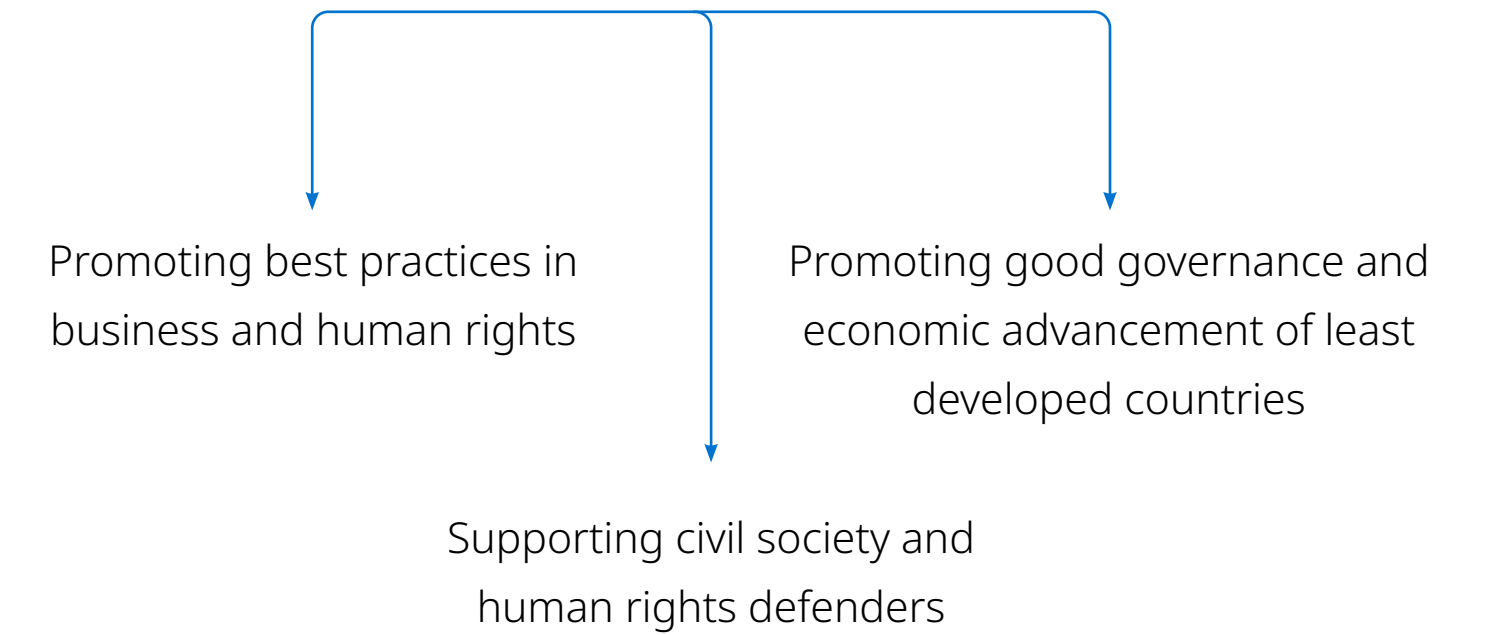 Promoting best practices in
business and human rights
Promoting good governance and
economic advancement of least
developed countries
Supporting civil society and
human rights defenders